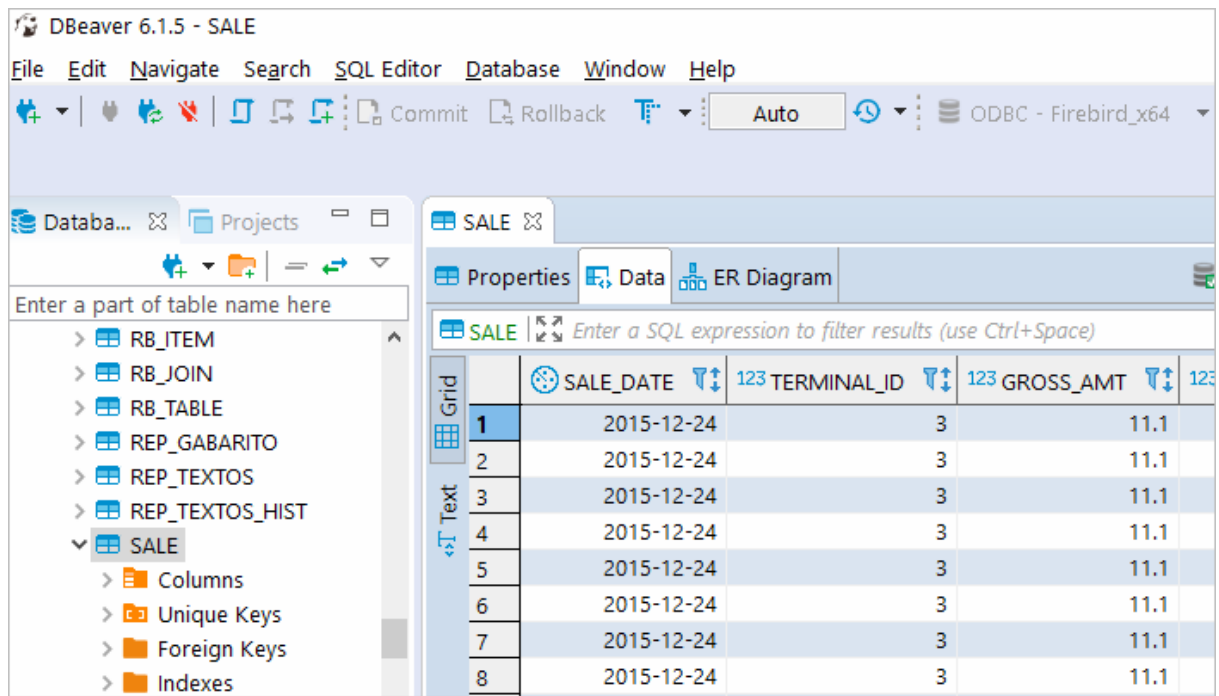 DBeaver 6.1.5 - SALE
File Edit Navigate Search SQL Editor Database Window Help
Commit Rollback Auto ODBC - Firebird_x64
Databa... Projects
Enter a part of table name here
RB_ITEM
RB_JOIN
RB_TABLE
REP_GABARITO
REP_TEXTOS
REP_TEXTOS_HIST
SALE
Columns
Unique Keys
Foreign Keys
Indexes
SALE
Properties Data ER Diagram
SALE Enter a SQL expression to filter results (use Ctrl+Space)
Grid
Text
SALE_DATE 123 TERMINAL_ID 123 GROSS_AMT 123
1 2015-12-24 3 11.1
2 2015-12-24 3 11.1
3 2015-12-24 3 11.1
4 2015-12-24 3 11.1
5 2015-12-24 3 11.1
6 2015-12-24 3 11.1
7 2015-12-24 3 11.1
8 2015-12-24 3 11.1